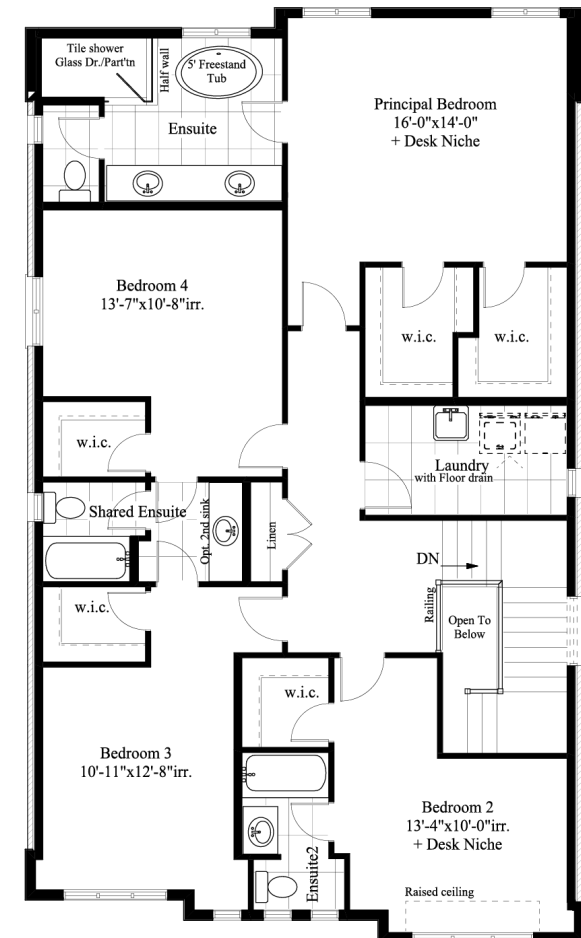 Tile shower
Glass Dr./Part'tn
Half wall
5' Freestand
Tub
Ensuite
Principal Bedroom
16'-0"x14'-0"
+ Desk Niche
Bedroom 4
13'-7"x10'-8"irr.
w.i.c.
w.i.c.
w.i.c.
Laundry
with Floor drain
Shared Ensuite
Opt. 2nd sink
Linen
DN
Railing
Open To
Below
w.i.c.
w.i.c.
Bedroom 3
10'-11"x12'-8"irr.
Bedroom 2
13'-4"x10'-0"irr.
+ Desk Niche
Ensuite2
Raised ceiling